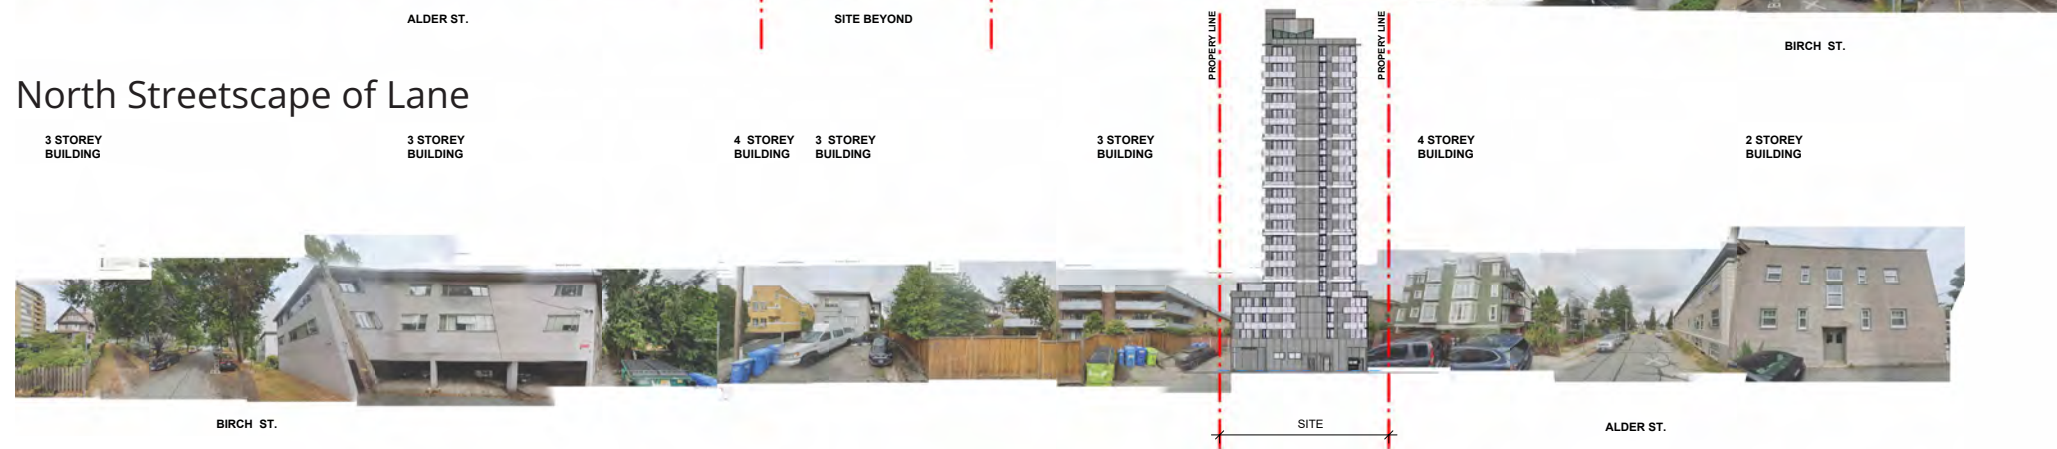 ALDER ST.
SITE BEYOND
PROPERTY LINE
PROPERTY LINE
BIRCH ST.
North Streetscape of Lane
3 STOREY
BUILDING
3 STOREY
BUILDING
4 STOREY
BUILDING
3 STOREY
BUILDING
3 STOREY
BUILDING
4 STOREY
BUILDING
2 STOREY
BUILDING
BIRCH ST.
SITE
ALDER ST.